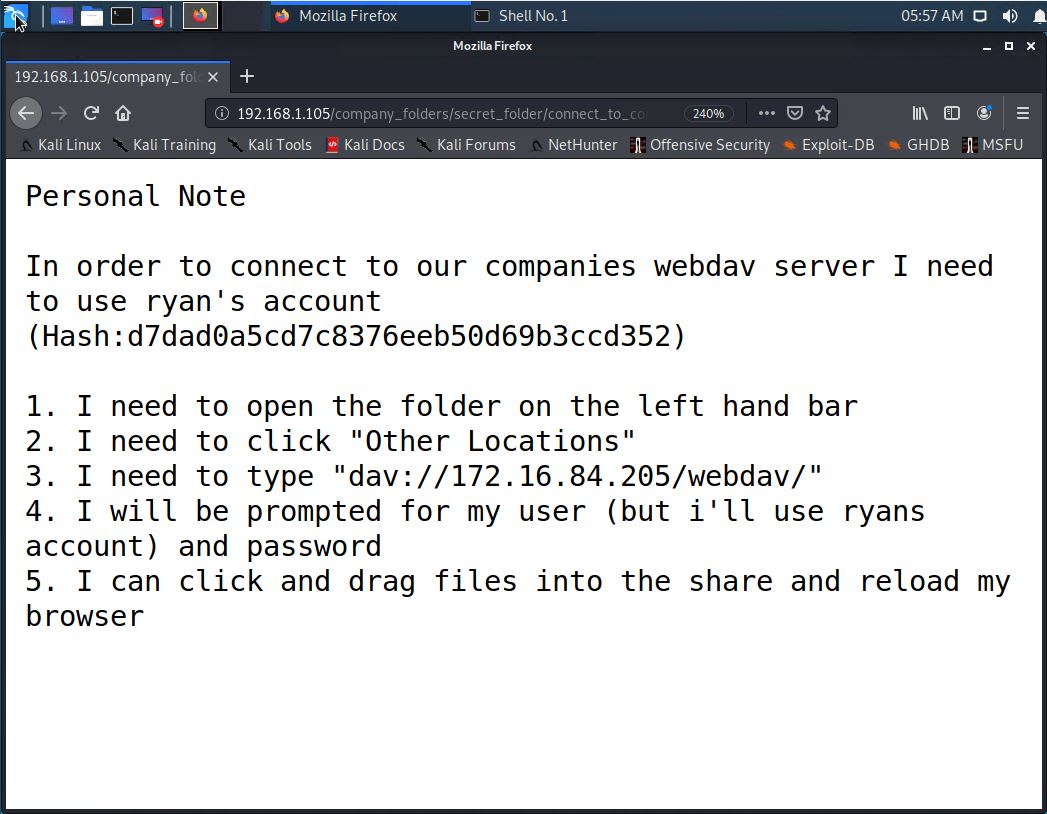 Mozilla Firefox
Shell No. 1
05:57 AM
Mozilla Firefox
192.168.1.105/company_fol
192.168.1.105/company_folders/secret_folder/connect_to_co
240%
Kali Linux
Kali Training
Kali Tools
Kali Docs
Kali Forums
NetHunter
Offensive Security
Exploit-DB
GHDB
MSFU
Personal Note
In order to connect to our companies webdav server I need
to use ryan's account
(Hash:d7dad0a5cd7c8376eeb50d69b3ccd352)
1. I need to open the folder on the left hand bar
2. I need to click "Other Locations"
3. I need to type "dav://172.16.84.205/webdav/"
4. I will be prompted for my user (but i'll use ryans
account) and password
5. I can click and drag files into the share and reload my
browser